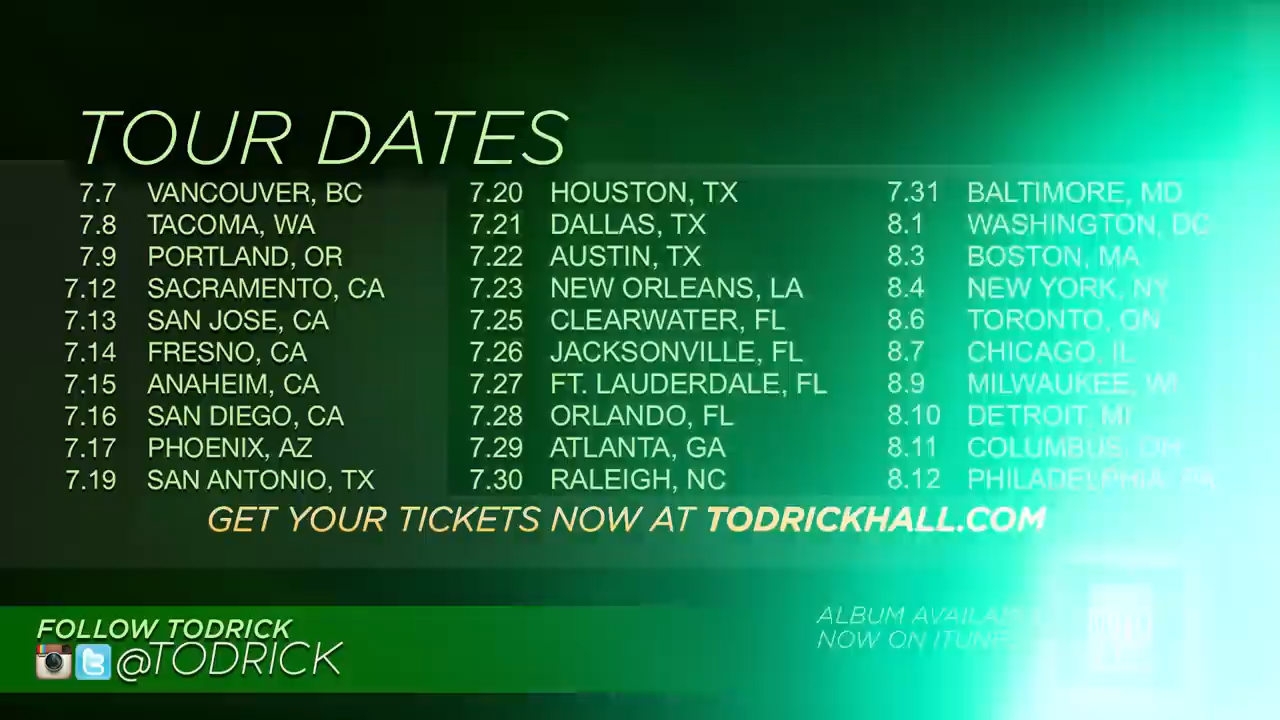 TOUR DATES
7.7 VANCOUVER, BC
7.8 TACOMA, WA
7.9 PORTLAND, OR
7.12 SACRAMENTO, CA
7.13 SAN JOSE, CA
7.14 FRESNO, CA
7.15 ANAHEIM, CA
7.16 SAN DIEGO, CA
7.17 PHOENIX, AZ
7.19 SAN ANTONIO, TX
7.20 HOUSTON, TX
7.21 DALLAS, TX
7.22 AUSTIN, TX
7.23 NEW ORLEANS, LA
7.25 CLEARWATER, FL
7.26 JACKSONVILLE, FL
7.27 FT. LAUDERDALE, FL
7.28 ORLANDO, FL
7.29 ATLANTA, GA
7.30 RALEIGH, NC
7.31 BALTIMORE, MD
8.1 WASHINGTON, DC
8.3 BOSTON, MA
8.4 NEW YORK, NY
8.6 TORONTO, ON
8.7 CHICAGO, IL
8.9 MILWAUKEE, WI
8.10 DETROIT, MI
8.11 COLUMBUS, OH
8.12 PHILADELPHIA, PA
GET YOUR TICKETS NOW AT TODRICKHALL.COM
FOLLOW TODRICK
@TODRICK
ALBUM
NOW ON